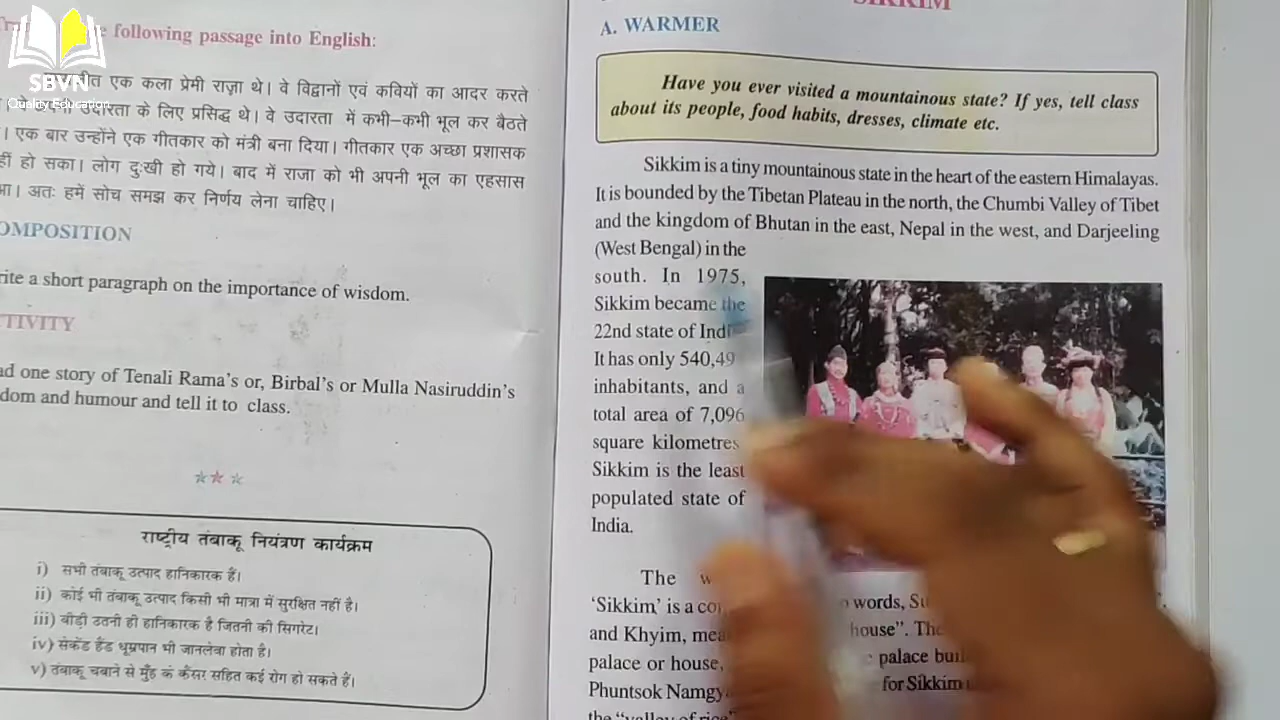 SBVN
Quality Education
following passage into English:
एक कला प्रेमी राज़ा थे। वे विद्वानों एवं कवियों का आदर करते
उदारता के लिए प्रसिद्ध थे। वे उदारता में कभी–कभी भूल कर बैठते
। एक बार उन्होंने एक गीतकार को मंत्री बना दिया। गीतकार एक अच्छा प्रशासक
हीं हो सका। लोग दुःखी हो गये। बाद में राजा को भी अपनी भूल का एहसास
। अतः हमें सोच समझ कर निर्णय लेना चाहिए।
OMPOSITION
rite a short paragraph on the importance of wisdom.
TIVITY
ad one story of Tenali Rama's or, Birbal's or Mulla Nasiruddin's
dom and humour and tell it to class.
राष्ट्रीय तंबाकू नियंत्रण कार्यक्रम
i) सभी तंबाकू उत्पाद हानिकारक हैं।
ii) कोई भी तंबाकू उत्पाद किसी भी मात्रा में सुरक्षित नहीं है।
iii) बीड़ी उतनी ही हानिकारक है जितनी की सिगरेट।
iv) सेकेंड हैंड धूम्रपान भी जानलेवा होता है।
v) तंबाकू चबाने से मुँह के कैंसर सहित कई रोग हो सकते हैं।
SIKKIM
A. WARMER
Have you ever visited a mountainous state? If yes, tell class
about its people, food habits, dresses, climate etc.
Sikkim is a tiny mountainous state in the heart of the eastern Himalayas.
It is bounded by the Tibetan Plateau in the north, the Chumbi Valley of Tibet
and the kingdom of Bhutan in the east, Nepal in the west, and Darjeeling
(West Bengal) in the
south. In 1975,
Sikkim became the
22nd state of Indi
It has only 540,49
inhabitants, and a
total area of 7,096
square kilometres
Sikkim is the least
populated state of
India.
The w
'Sikkim' is a co words, Su
and Khyim, mea house". The
palace or house, palace buil
Phuntsok Namgy for Sikkim
the "valley of rice"